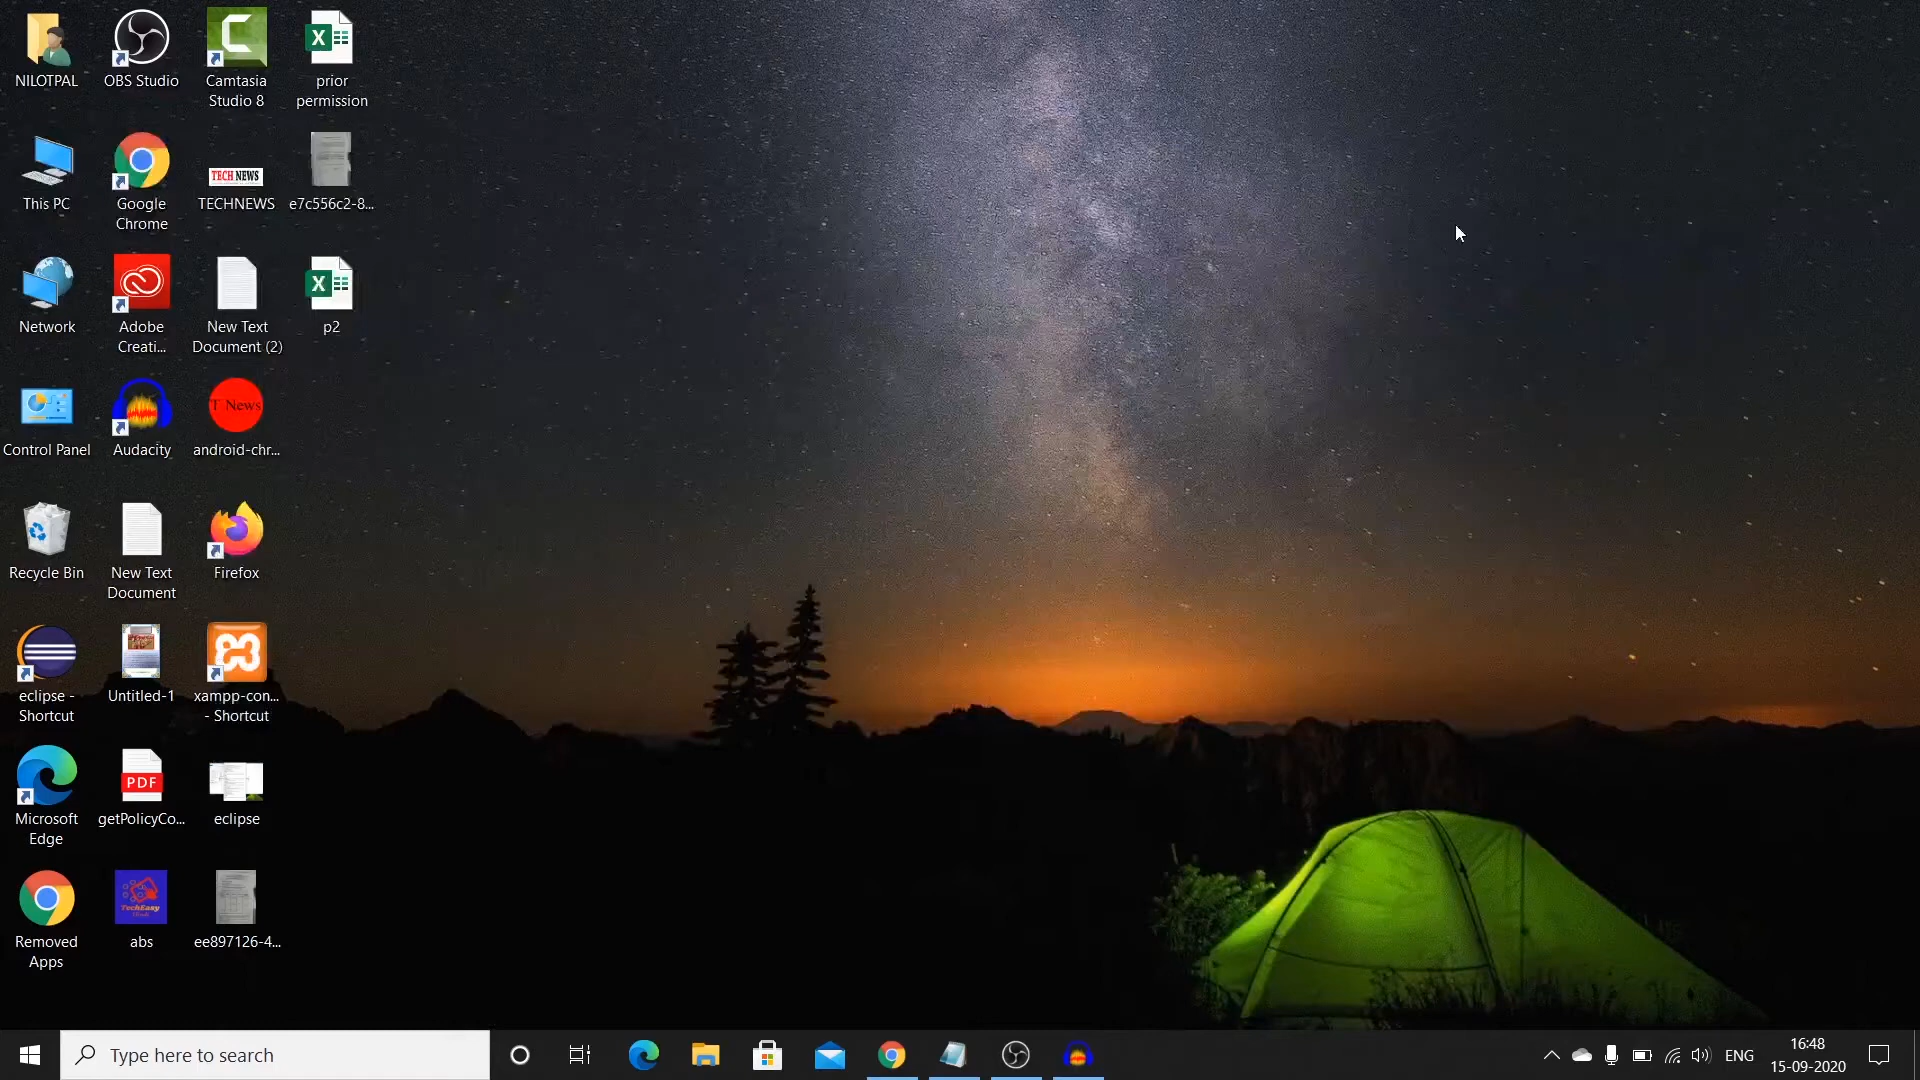 NILOTPAL
OBS Studio
Camtasia
Studio 8
prior
permission
This PC
Google
Chrome
TECH NEWS
TECHNEWS
e7c556c2-8...
Network
Adobe
Creati...
New Text
Document (2)
p2
Control Panel
Audacity
T News
android-chr...
Recycle Bin
New Text
Document
Firefox
eclipse -
Shortcut
Untitled-1
xampp-con...
- Shortcut
Microsoft
Edge
PDF
getPolicyCo...
eclipse
Removed
Apps
TechEasy
abs
ee897126-4...
Type here to search
ENG
16:48
15-09-2020